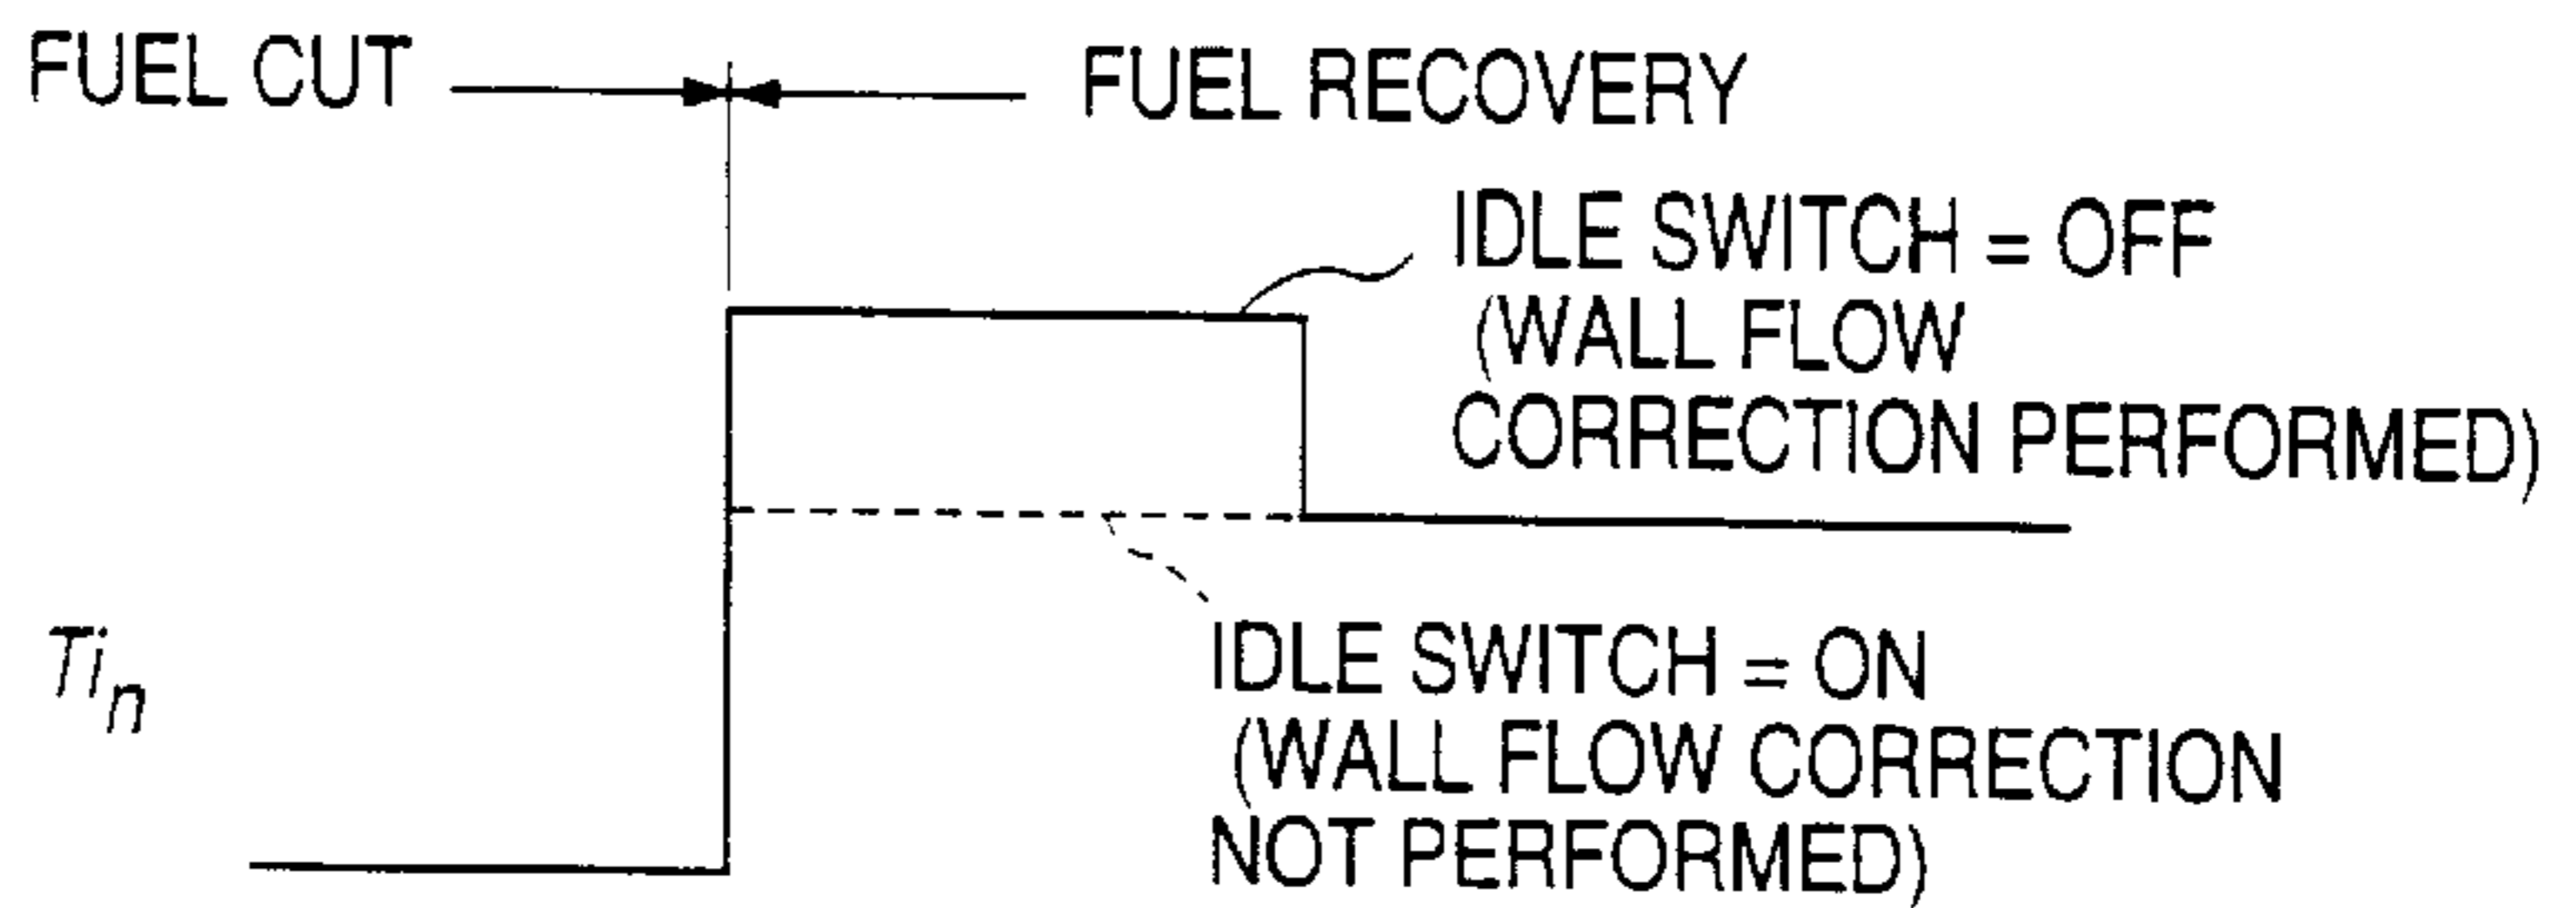 FUEL CUT
FUEL RECOVERY
IDLE SWITCH = OFF
(WALL FLOW
CORRECTION PERFORMED)
Tin
IDLE SWITCH = ON
(WALL FLOW CORRECTION
NOT PERFORMED)